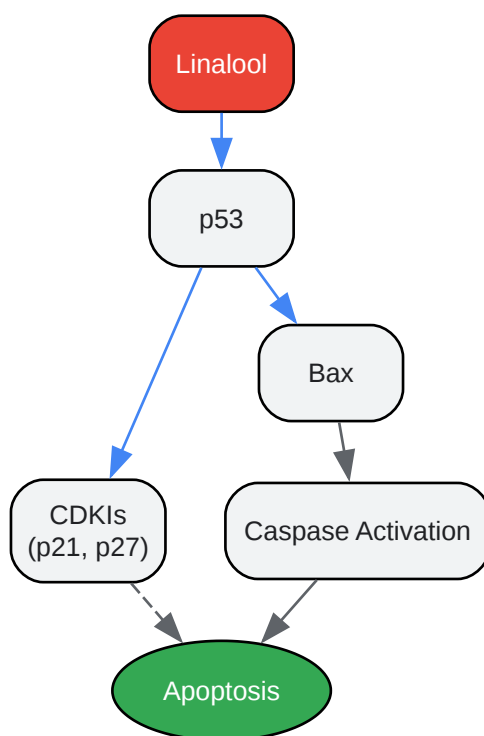 Linalool
p53
Bax
CDKIs
(p21, p27)
Caspase Activation
Apoptosis